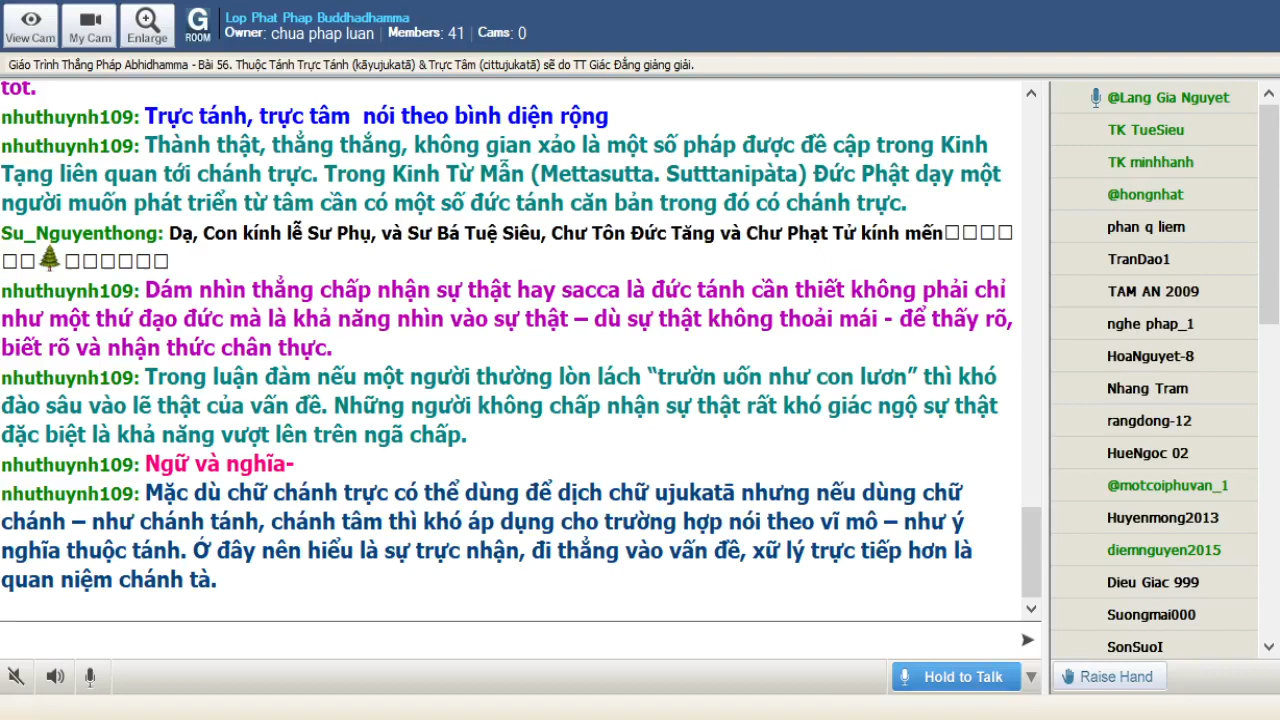 Lop Phat Phap Buddhadhamma
View Cam
My Cam
Enlarge
G
ROOM
Owner: chua phap luan
Members: 41
Cams: 0
Giáo Trình Thắng Pháp Abhidhamma - Bài 56. Thuộc Tánh Trực Tánh (kāyujukatā) & Trực Tâm (cittujukatā) sẽ do TT Giác Đẳng giảng giải.
tot.
nhuthuynh109: Trực tánh, trực tâm nói theo bình diện rộng
nhuthuynh109: Thành thật, thẳng thắng, không gian xảo là một số pháp được đề cập trong Kinh
Tạng liên quan tới chánh trực. Trong Kinh Từ Mẫn (Mettasutta. Sutttanipàta) Đức Phật dạy một
người muốn phát triển từ tâm cần có một số đức tánh căn bản trong đó có chánh trực.
Su_Nguyenthong: Dạ, Con kính lễ Sư Phụ, và Sư Bá Tuệ Siêu, Chư Tôn Đức Tăng và Chư Phạt Tử kính mến
nhuthuynh109: Dám nhìn thẳng chấp nhận sự thật hay sacca là đức tánh cần thiết không phải chỉ
như một thứ đạo đức mà là khả năng nhìn vào sự thật – dù sự thật không thoải mái - để thấy rõ,
biết rõ và nhận thức chân thực.
nhuthuynh109: Trong luận đàm nếu một người thường lòn lách “trườn uốn như con lươn” thì khó
đào sâu vào lẽ thật của vấn đề. Những người không chấp nhận sự thật rất khó giác ngộ sự thật
đặc biệt là khả năng vượt lên trên ngã chấp.
nhuthuynh109: Ngữ và nghĩa-
nhuthuynh109: Mặc dù chữ chánh trực có thể dùng để dịch chữ ujukatā nhưng nếu dùng chữ
chánh – như chánh tánh, chánh tâm thì khó áp dụng cho trường hợp nói theo vĩ mô – như ý
nghĩa thuộc tánh. Ớ đây nên hiểu là sự trực nhận, đi thẳng vào vấn đề, xữ lý trực tiếp hơn là
quan niệm chánh tà.
Hold to Talk
@Lang Gia Nguyet
TK TueSieu
TK minhhanh
@hongnhat
phan q liem
TranDao1
TAM AN 2009
nghe phap_1
HoaNguyet-8
Nhang Tram
rangdong-12
HueNgoc 02
@motcoiphuvan_1
Huyenmong2013
diemnguyen2015
Dieu Giac 999
Suongmai000
SonSuoI
Raise Hand